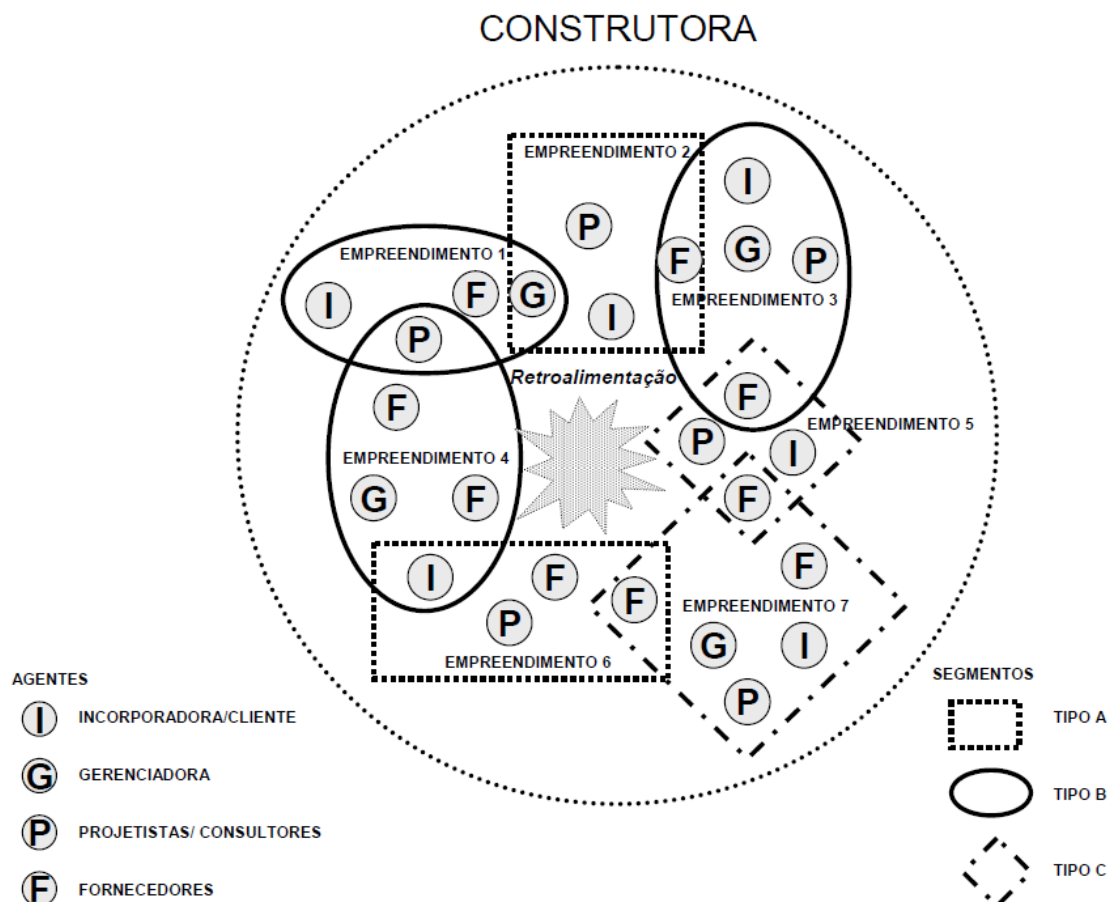 CONSTRUTORA
EMPREENDIMENTO 2
I
P
EMPREENDIMENTO 1
F
G
P
I
F
G
I
EMPREENDIMENTO 3
P
Retroalimentação
F
F
EMPREENDIMENTO 5
P
I
EMPREENDIMENTO 4
G
F
F
F
I
F
F
EMPREENDIMENTO 7
P
G
I
EMPREENDIMENTO 6
P
AGENTES
I INCORPORADORA/CLIENTE
G GERENCIADORA
P PROJETISTAS/ CONSULTORES
F FORNECEDORES
SEGMENTOS
TIPO A
TIPO B
TIPO C